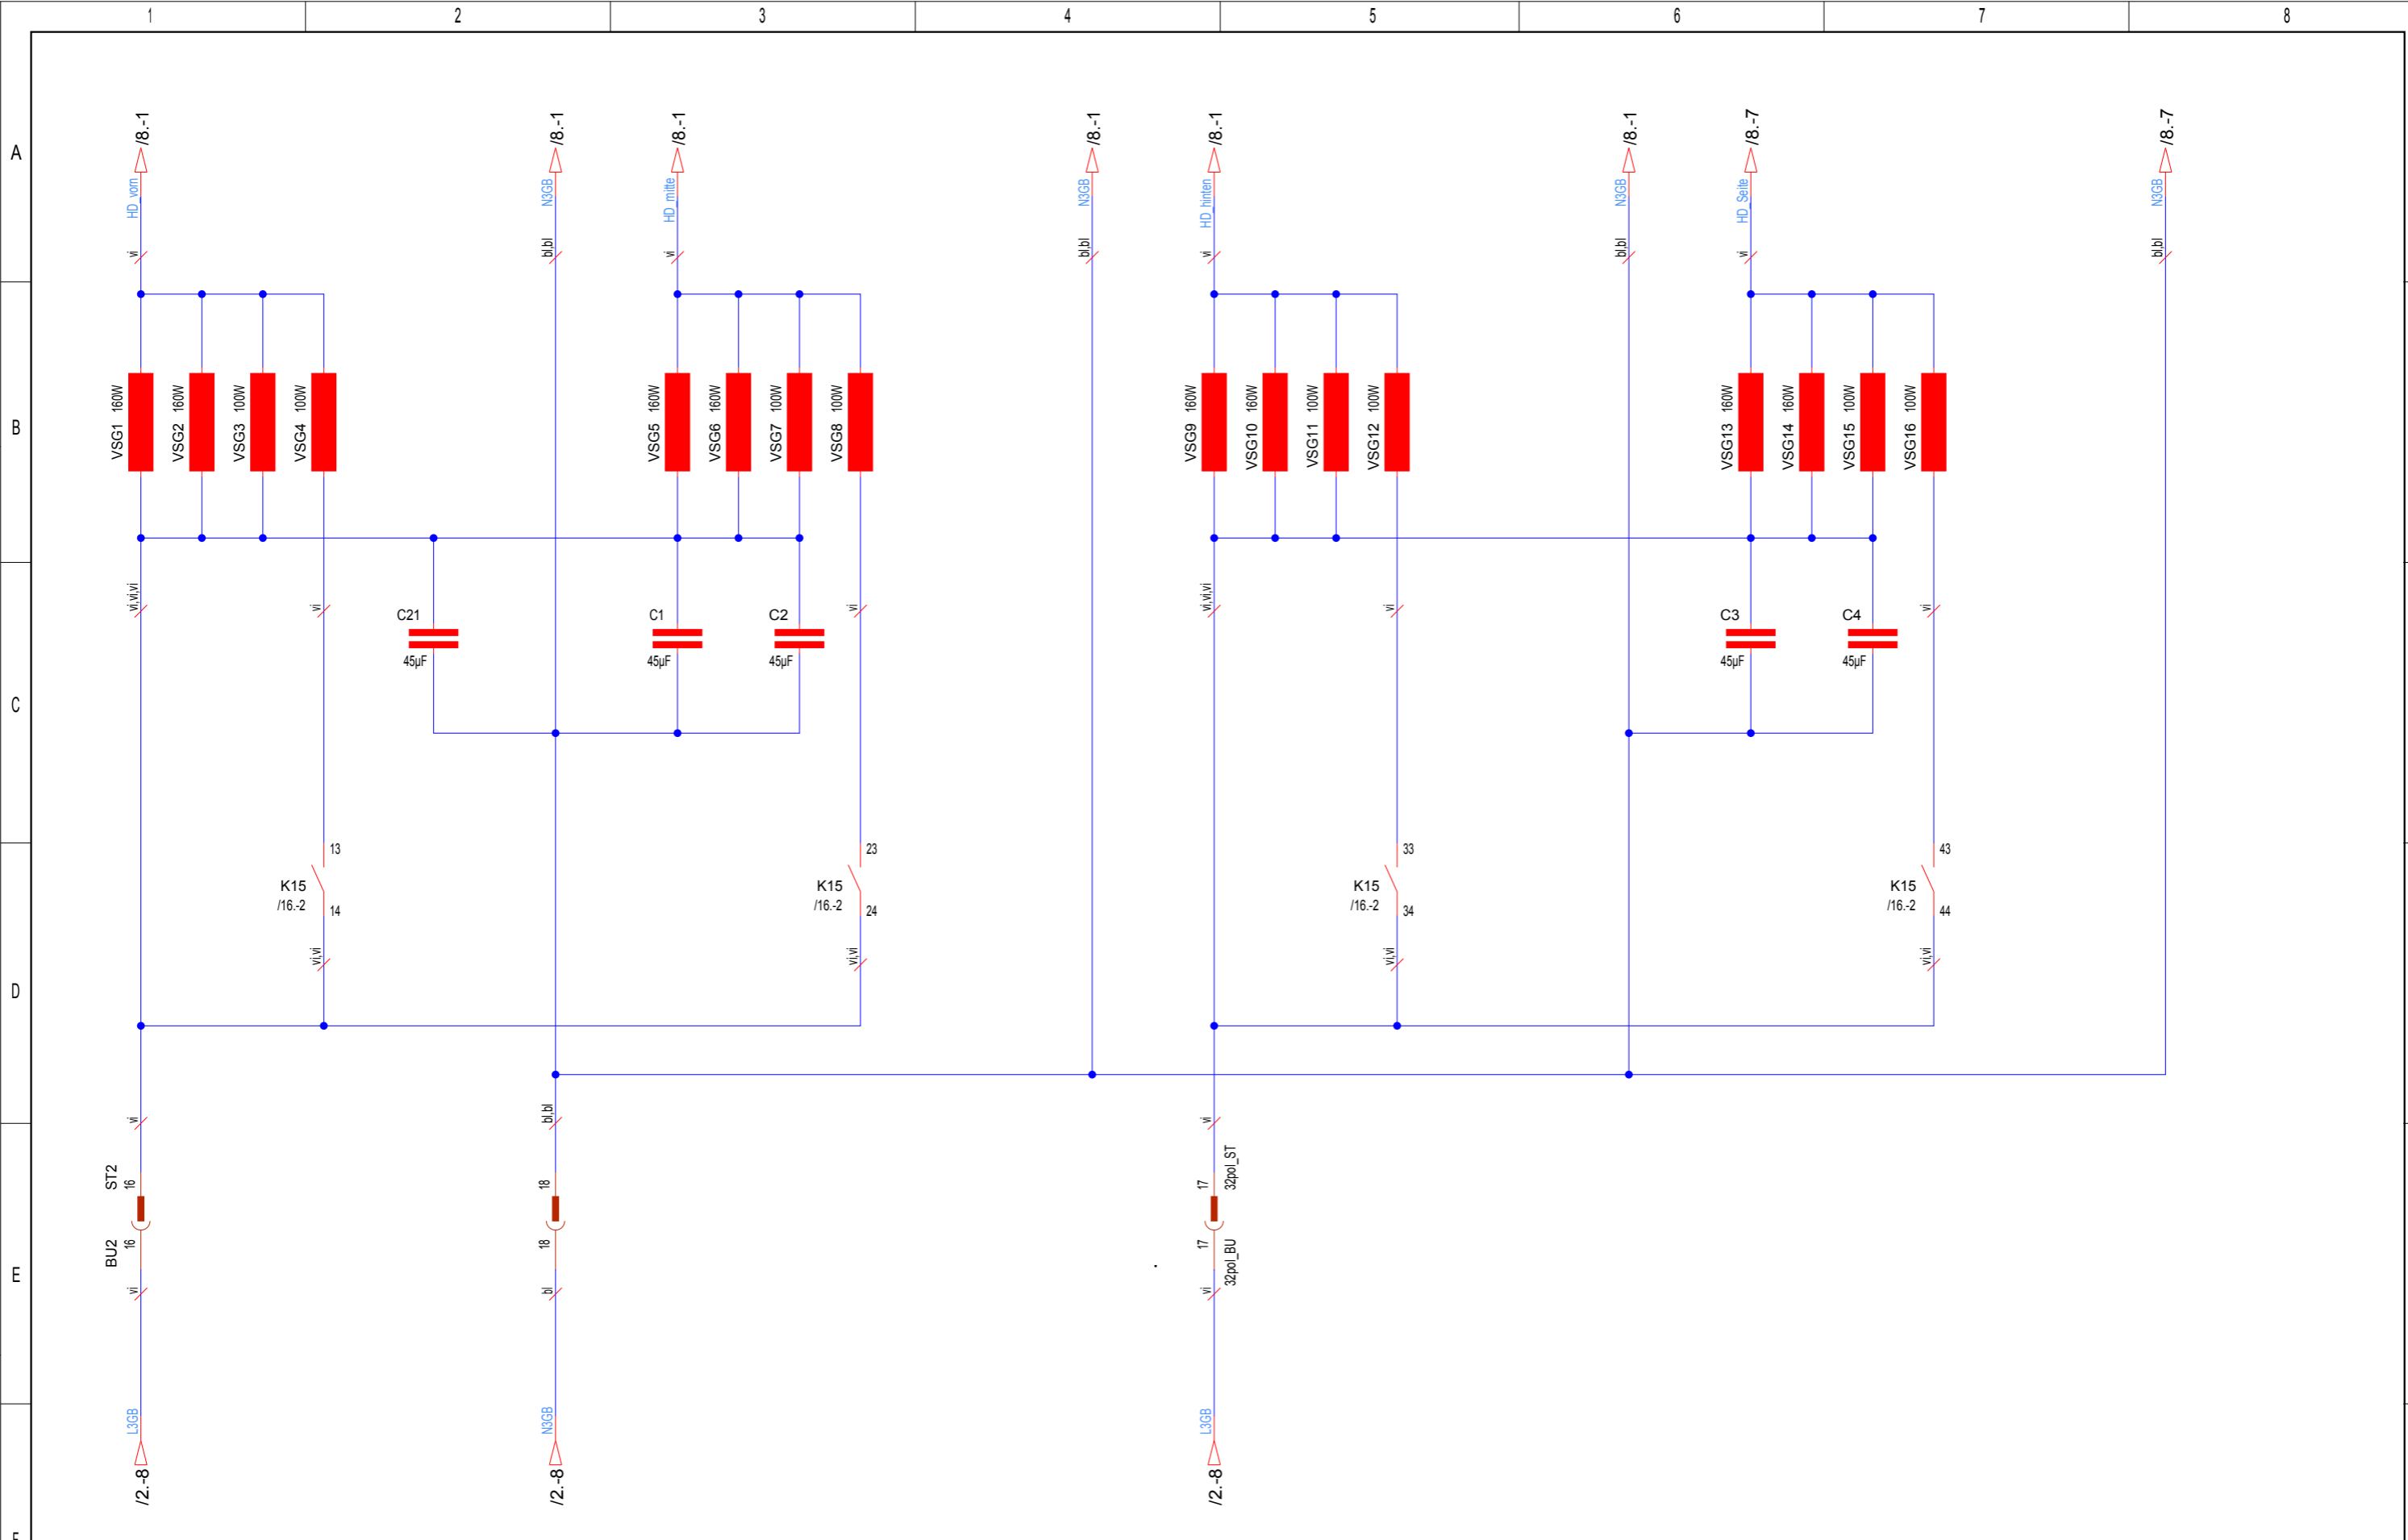 1 2 3 4 5 6 7 8
A
/8.-1 /8.-1 /8.-1 /8.-1 /8.-1 /8.-1 /8.-7 /8.-7
HD_vorn N3GB HD_mitte N3GB HD_hinten N3GB HD_Seite N3GB
vi bl,bl vi bl,bl vi bl,bl vi bl,bl
B
VSG1 160W
VSG2 160W
VSG3 100W
VSG4 100W
VSG5 160W
VSG6 160W
VSG7 100W
VSG8 100W
VSG9 160W
VSG10 160W
VSG11 100W
VSG12 100W
VSG13 160W
VSG14 160W
VSG15 100W
VSG16 100W
vi,vi,vi vi vi vi,vi,vi vi vi
C21 C1 C2 C3 C4
45µF 45µF 45µF 45µF 45µF
C
13 23 33 43
K15 K15 K15 K15
/16.-2 /16.-2 /16.-2 /16.-2
14 24 34 44
vi,vi vi,vi vi,vi vi,vi
D
vi bl,bl vi
ST2 16 18 17 32pol_ST
BU2 16 18 17 32pol_BU
E
vi bl vi
L3GB N3GB L3GB
/2.-8 /2.-8 /2.-8